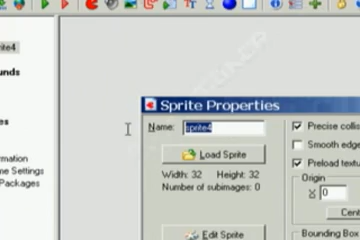 rite4
Sprite Properties
unds
Name: sprite4
Precise collis
Smooth edge
Load Sprite
Preload textu
Width: 32 Height: 32
Number of subimages: 0
Origin
X 0
Cent
es
rmation
me Settings
Packages
Edit Sprite
Bounding Box